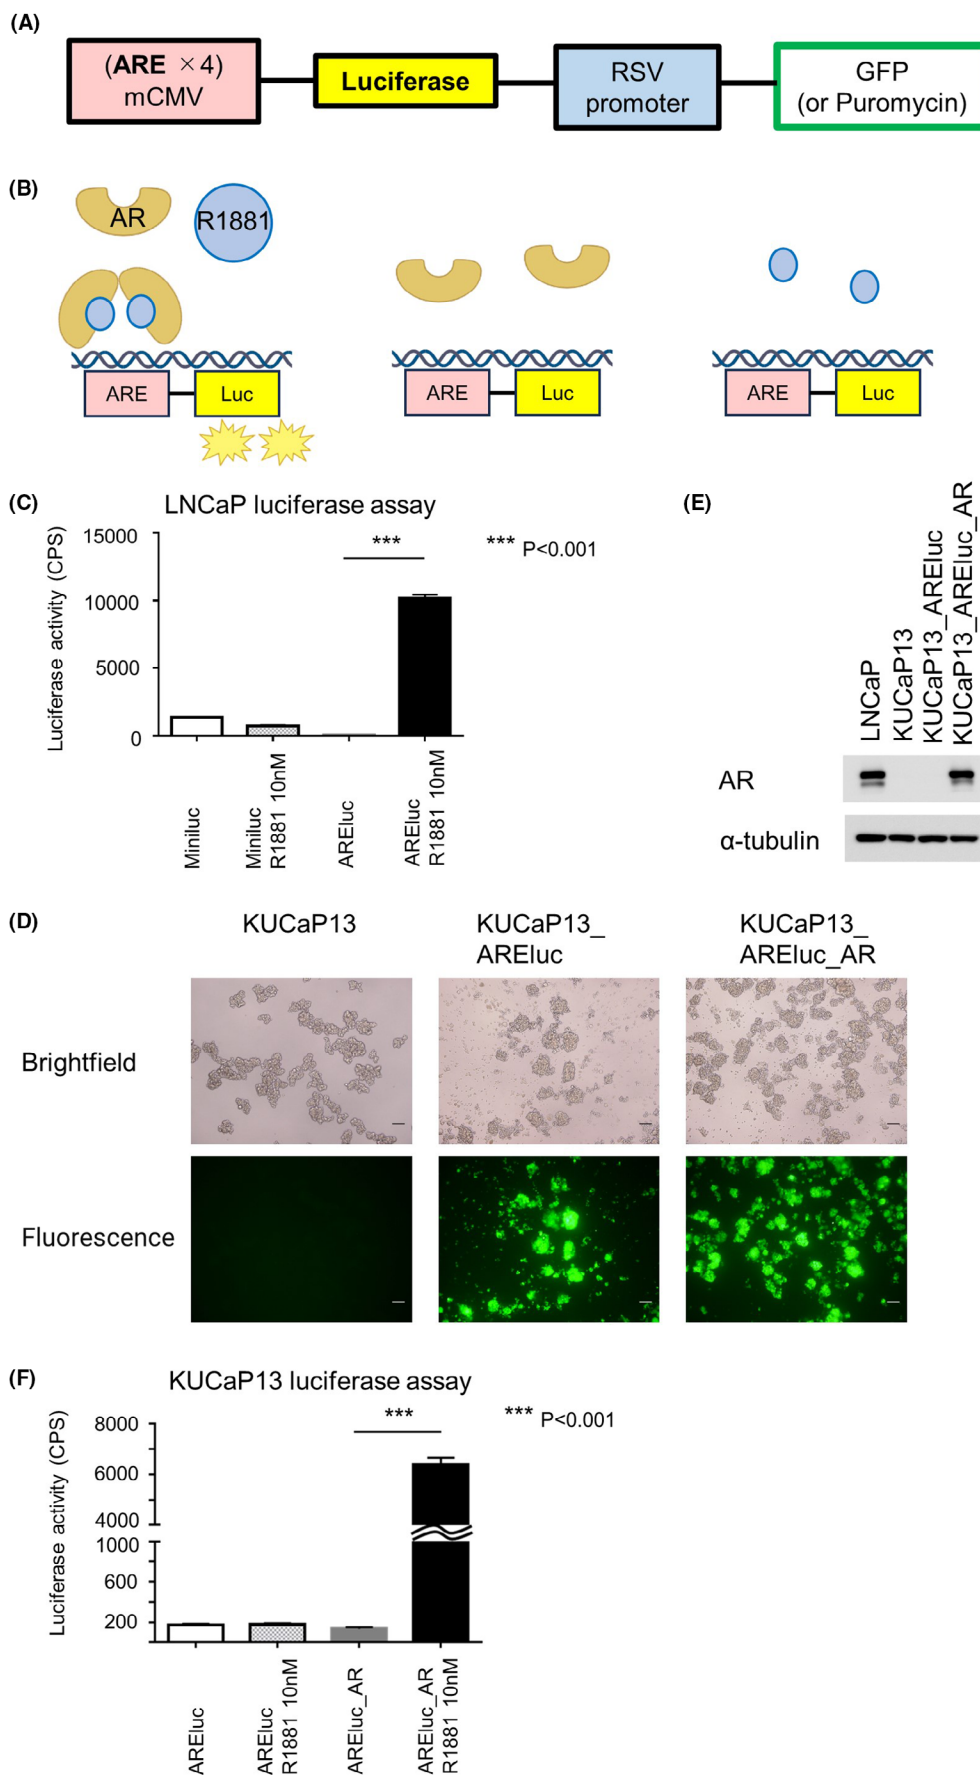 (A)
(ARE ×4)
mCMV
Luciferase
RSV
promoter
GFP
(or Puromycin)
(B)
AR
R1881
ARE
Luc
ARE
Luc
ARE
Luc
(C)
LNCaP luciferase assay
*** P<0.001
***
Luciferase activity (CPS)
15000
10000
5000
0
Miniluc
Miniluc
R1881 10nM
AREluc
AREluc
R1881 10nM
(E)
LNCaP
KUCaP13
KUCaP13_AREluc
KUCaP13_AREluc_AR
AR
α-tubulin
(D)
KUCaP13
KUCaP13_
AREluc
KUCaP13_
AREluc_AR
Brightfield
Fluorescence
(F)
KUCaP13 luciferase assay
*** P<0.001
***
Luciferase activity (CPS)
8000
6000
4000
1000
600
200
AREluc
AREluc
R1881 10nM
AREluc_AR
AREluc_AR
R1881 10nM